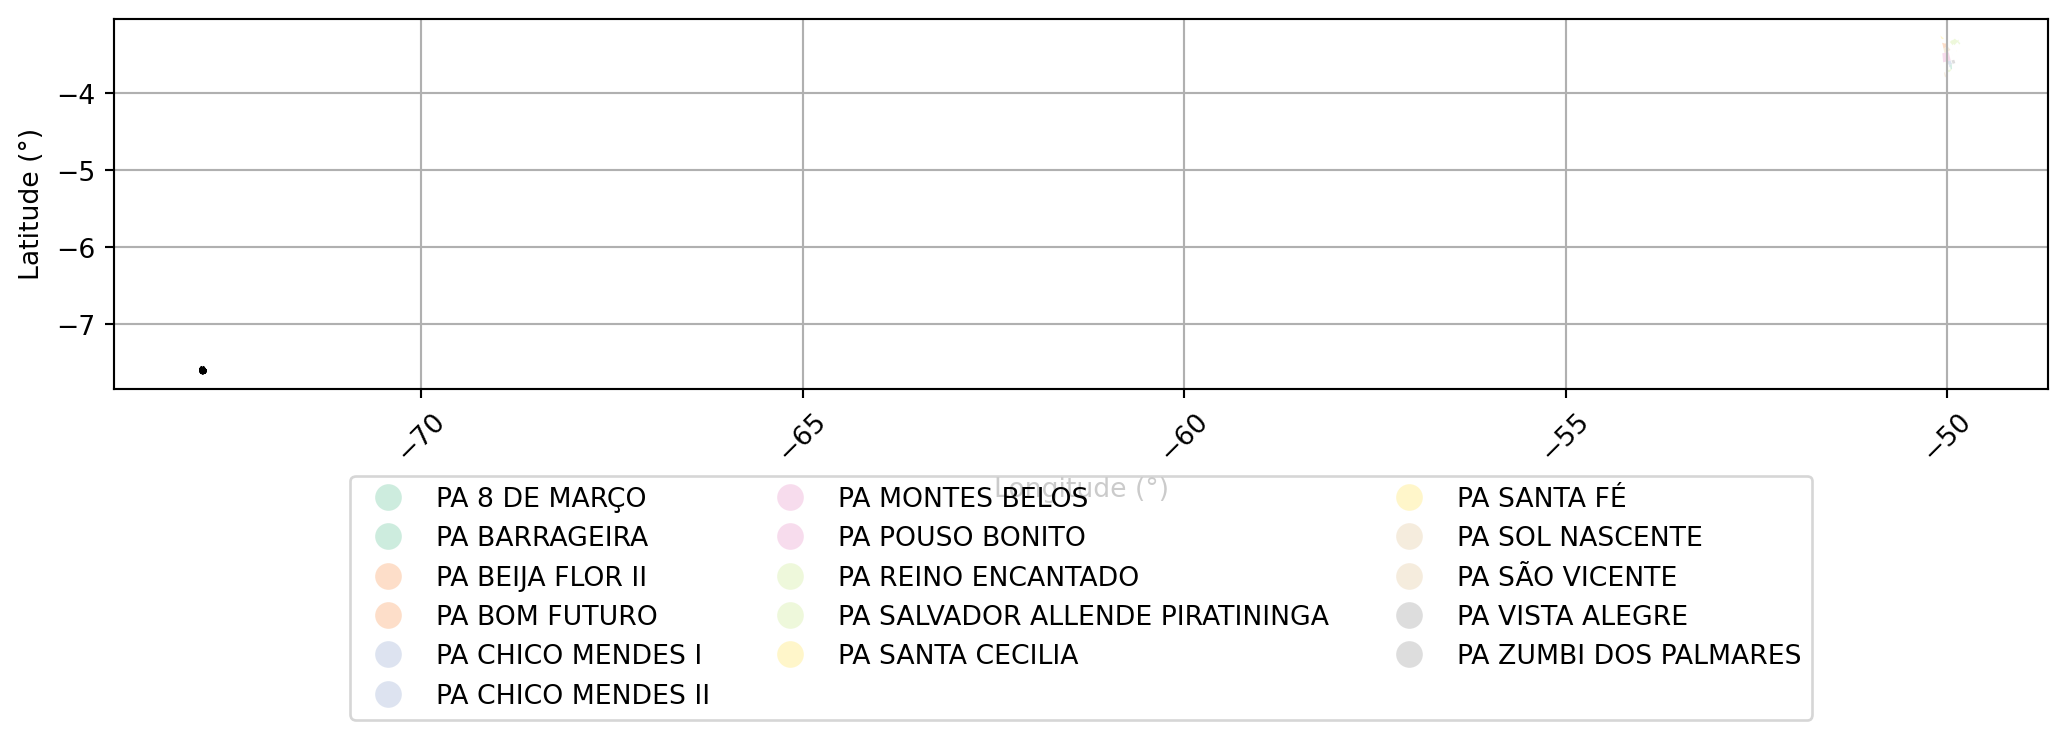 Latitude (°)
−4
−5
−6
−7
−70
−65
−60
−55
−50
Longitude (°)
PA 8 DE MARÇO
PA BARRAGEIRA
PA BEIJA FLOR II
PA BOM FUTURO
PA CHICO MENDES I
PA CHICO MENDES II
PA MONTES BELOS
PA POUSO BONITO
PA REINO ENCANTADO
PA SALVADOR ALLENDE PIRATININGA
PA SANTA CECILIA
PA SANTA FÉ
PA SOL NASCENTE
PA SÃO VICENTE
PA VISTA ALEGRE
PA ZUMBI DOS PALMARES